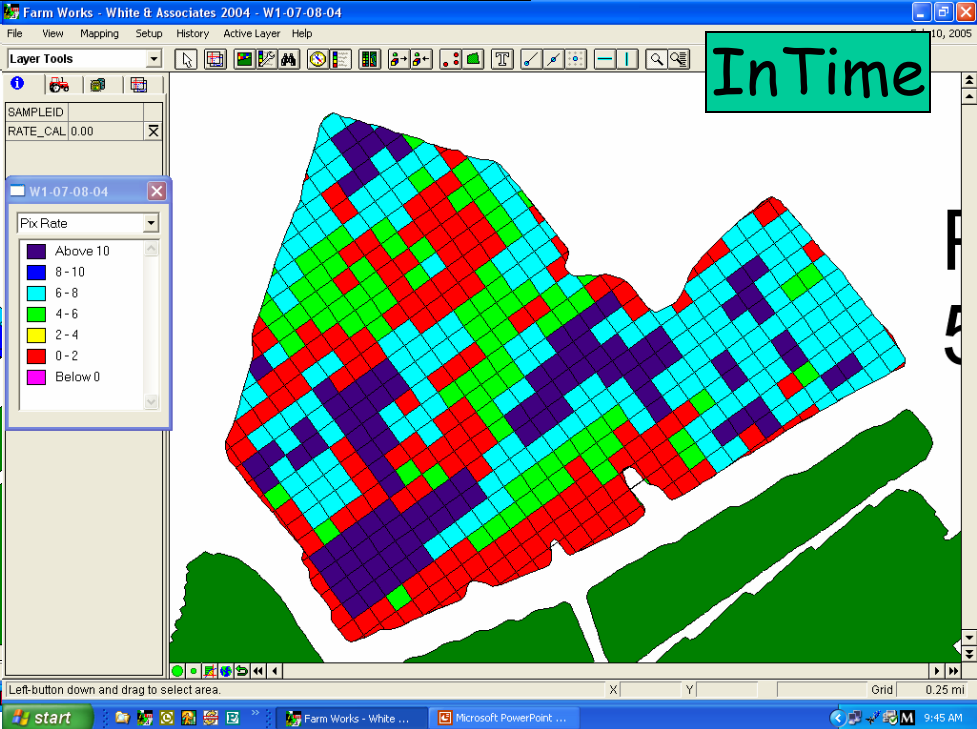 Farm Works - White & Associates 2004 - W1-07-08-04
File View Mapping Setup History Active Layer Help
10, 2005
Layer Tools
InTime
SAMPLEID
RATE_CAL 0.00
W1-07-08-04
Pix Rate
Above 10
8 - 10
6 - 8
4 - 6
2 - 4
0 - 2
Below 0
Left-button down and drag to select area.
X
Y
Grid
0.25 mi
start
Farm Works - White ...
Microsoft PowerPoint ...
9:45 AM